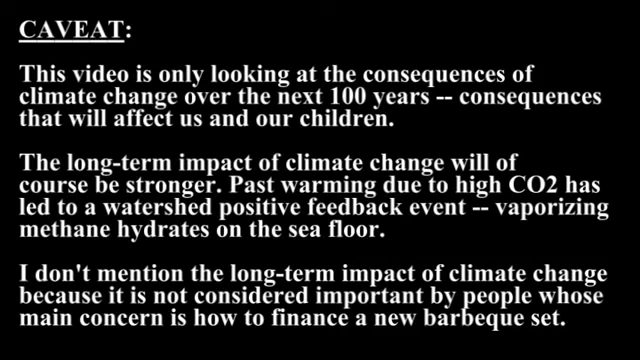 CAVEAT:
This video is only looking at the consequences of
climate change over the next 100 years -- consequences
that will affect us and our children.
The long-term impact of climate change will of
course be stronger. Past warming due to high CO2 has
led to a watershed positive feedback event -- vaporizing
methane hydrates on the sea floor.
I don't mention the long-term impact of climate change
because it is not considered important by people whose
main concern is how to finance a new barbeque set.